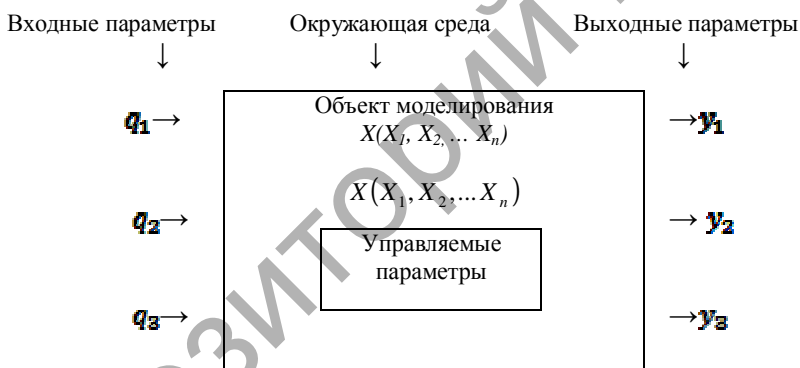 Входные параметры Окружающая среда Выходные параметры
↓ ↓ ↓
Объект моделирования
q₁→ X(X₁, X₂, ... Xₙ) →y₁
X(X₁, X₂,... Xₙ)
q₂→ → y₂
Управляемые
параметры
q₃→ →y₃